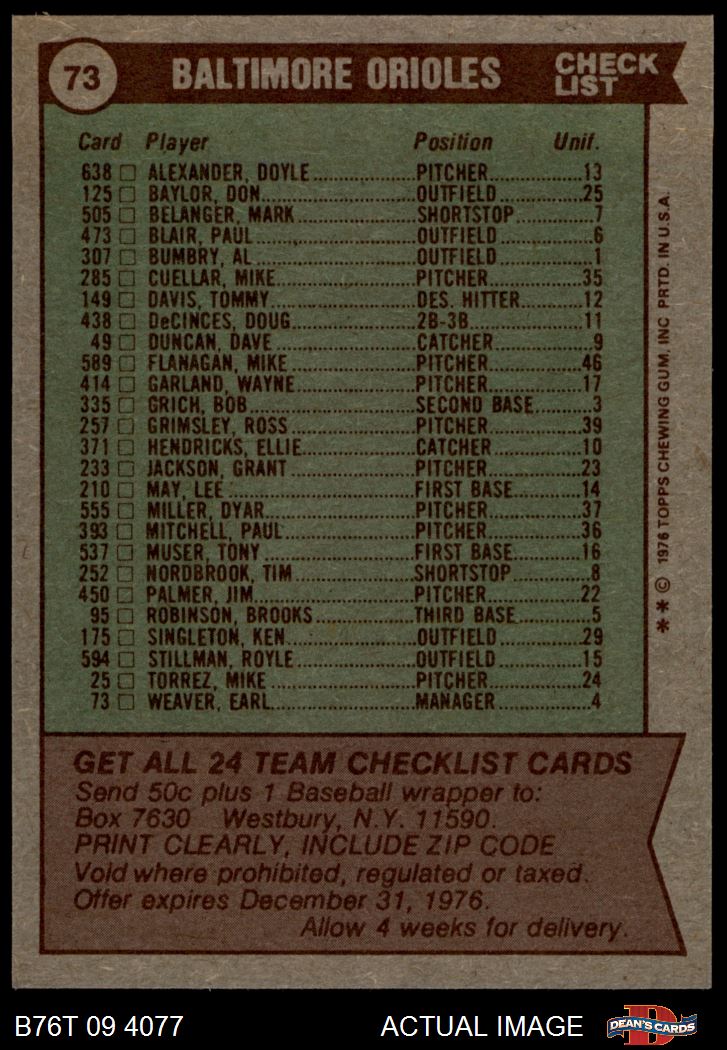 73 BALTIMORE ORIOLES CHECK LIST
Card Player Position Unif.
638 ALEXANDER, DOYLE PITCHER 13
125 BAYLOR, DON OUTFIELD 25
505 BELANGER, MARK SHORTSTOP 7
473 BLAIR, PAUL OUTFIELD 6
307 BUMBRY, AL OUTFIELD 1
285 CUELLAR, MIKE PITCHER 35
149 DAVIS, TOMMY DES. HITTER 12
438 DeCINCES, DOUG 2B-3B 11
49 DUNCAN, DAVE CATCHER 9
589 FLANAGAN, MIKE PITCHER 46
414 GARLAND, WAYNE PITCHER 17
335 GRICH, BOB SECOND BASE 3
257 GRIMSLEY, ROSS PITCHER 39
371 HENDRICKS, ELLIE CATCHER 10
233 JACKSON, GRANT PITCHER 23
210 MAY, LEE FIRST BASE 14
555 MILLER, DYAR PITCHER 37
393 MITCHELL, PAUL PITCHER 36
537 MUSER, TONY FIRST BASE 16
252 NORDBROOK, TIM SHORTSTOP 8
450 PALMER, JIM PITCHER 22
95 ROBINSON, BROOKS THIRD BASE 5
175 SINGLETON, KEN OUTFIELD 29
594 STILLMAN, ROYLE OUTFIELD 15
25 TORREZ, MIKE PITCHER 24
73 WEAVER, EARL MANAGER 4
** © 1976 TOPPS CHEWING GUM, INC PRTD. IN U.S.A.
GET ALL 24 TEAM CHECKLIST CARDS
Send 50c plus 1 Baseball wrapper to:
Box 7630 Westbury, N.Y. 11590.
PRINT CLEARLY, INCLUDE ZIP CODE
Void where prohibited, regulated or taxed.
Offer expires December 31, 1976.
Allow 4 weeks for delivery.
B76T 09 4077 ACTUAL IMAGE D DEAN'S CARDS